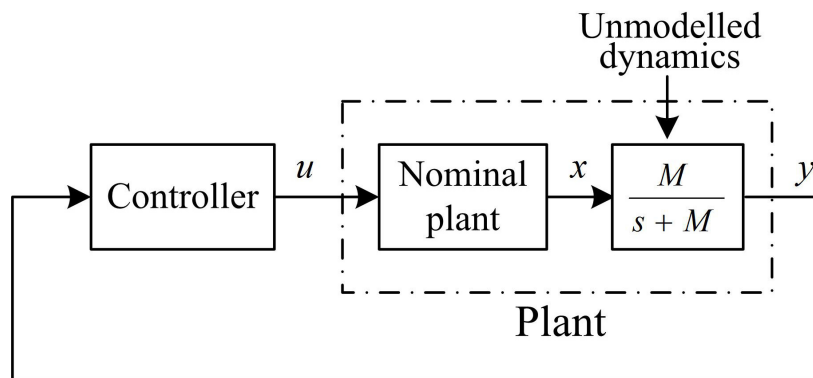 Unmodelled
dynamics
Controller
u
Nominal
plant
x
M
s + M
y
Plant